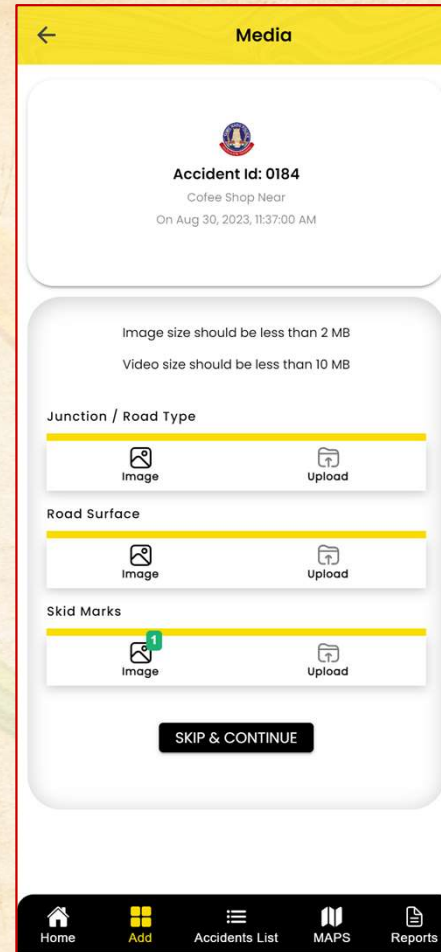 Media
Accident Id: 0184
Cofee Shop Near
On Aug 30, 2023, 11:37:00 AM
Image size should be less than 2 MB
Video size should be less than 10 MB
Junction / Road Type
Image Upload
Road Surface
Image Upload
Skid Marks
1
Image Upload
SKIP & CONTINUE
Home Add Accidents List MAPS Reports